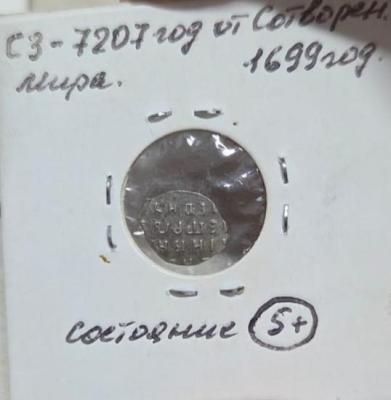 СЗ-7207 год от Сотворен
мира. 1699 год.
состояние 5+